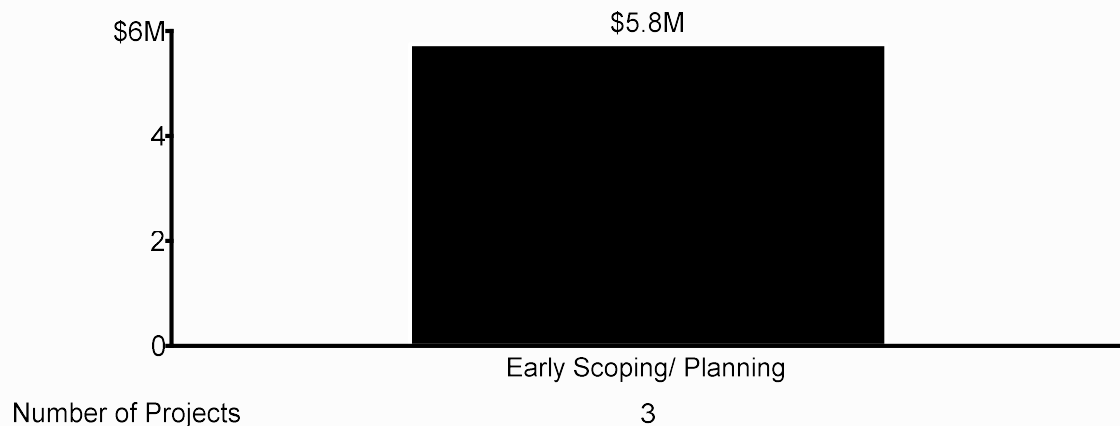 $5.8M
$6M
4
2
0
Early Scoping/ Planning
Number of Projects 3